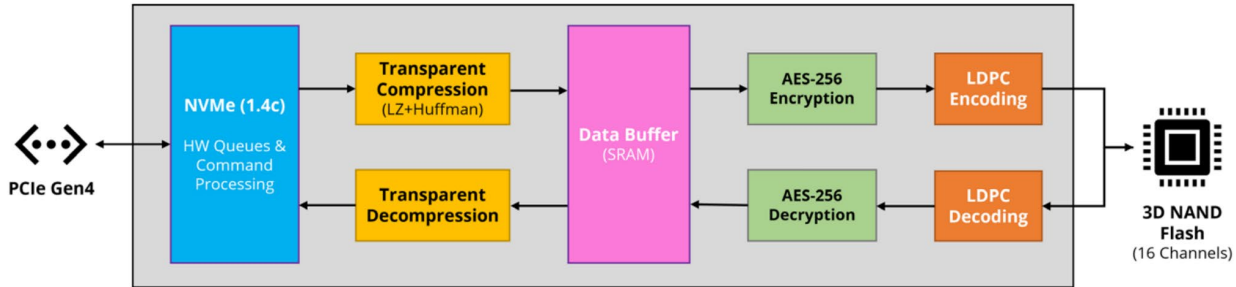 PCIe Gen4
NVMe (1.4c)
HW Queues &
Command
Processing
Transparent
Compression
(LZ+Huffman)
Transparent
Decompression
Data Buffer
(SRAM)
AES-256
Encryption
AES-256
Decryption
LDPC
Encoding
LDPC
Decoding
3D NAND
Flash
(16 Channels)